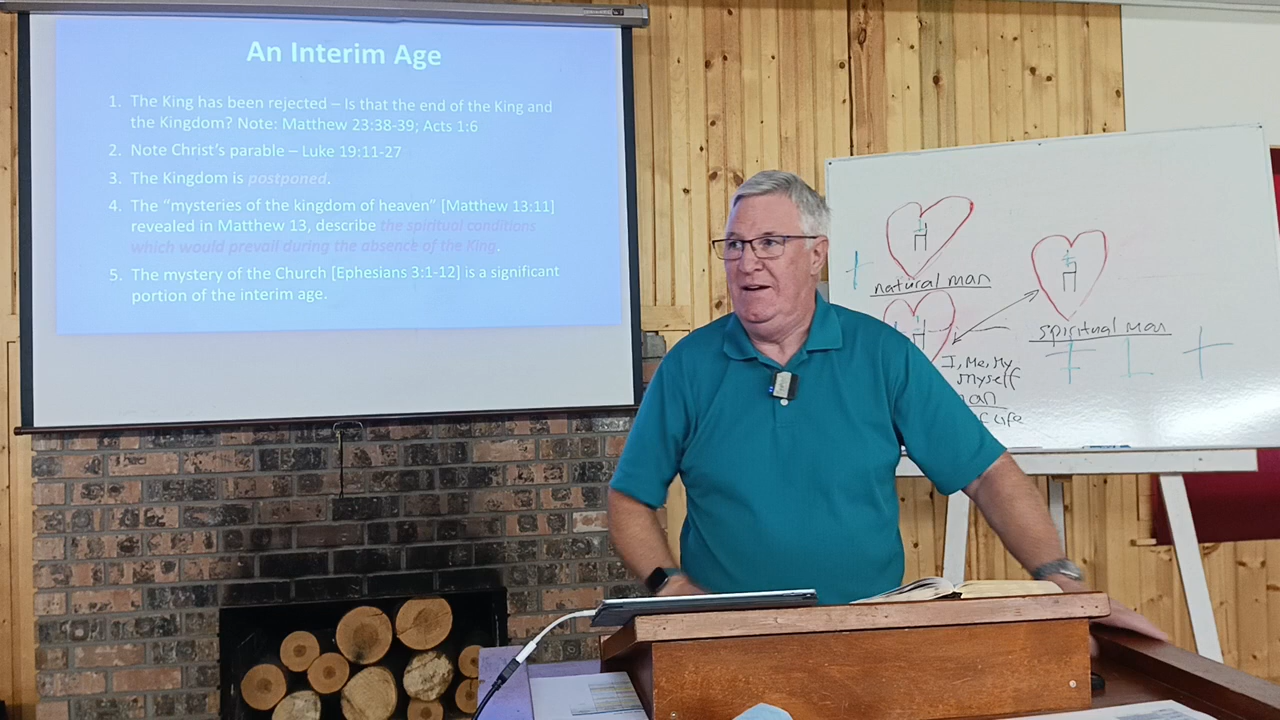 An Interim Age
1. The King has been rejected – Is that the end of the King and
the Kingdom? Note: Matthew 23:38-39; Acts 1:6
2. Note Christ's parable – Luke 19:11-27
3. The Kingdom is postponed.
4. The "mysteries of the kingdom of heaven" [Matthew 13:11]
revealed in Matthew 13, describe the spiritual conditions
which would prevail during the absence of the King.
5. The mystery of the Church [Ephesians 3:1-12] is a significant
portion of the interim age.
natural man
spiritual man
I, Me, My
Myself
Life